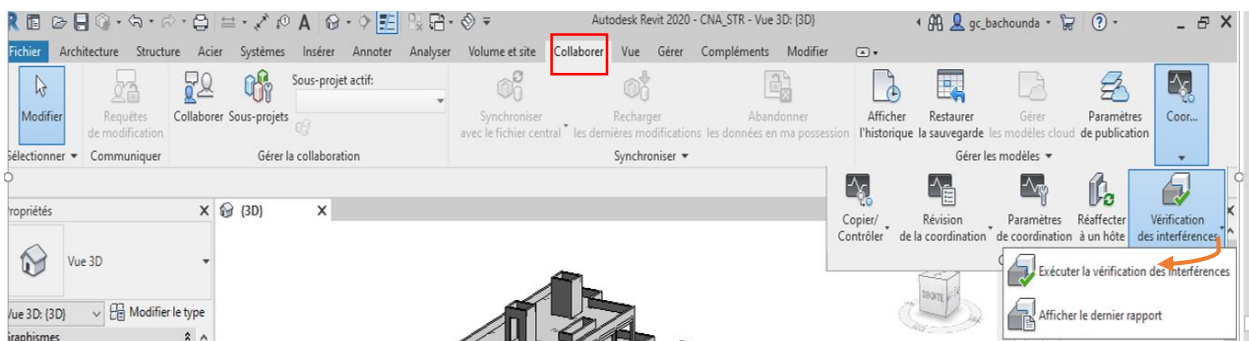 Autodesk Revit 2020 - CNA_STR - Vue 3D: {3D}
gc_bachounda
Fichier Architecture Structure Acier Systèmes Insérer Annoter Analyser Volume et site Collaborer Vue Gérer Compléments Modifier
Modifier
Requêtes
de modification
Collaborer
Sous-projets
Sous-projet actif:
Synchroniser
avec le fichier central
Recharger
les dernières modifications
Abandonner
les données en ma possession
Afficher
l'historique
Restaurer
la sauvegarde
Gérer
les modèles cloud
Paramètres
de publication
Coor...
Sélectionner Communiquer Gérer la collaboration Synchroniser Gérer les modèles
Copier/
Contrôler
Révision
de la coordination
Paramètres
de coordination
Réaffecter
à un hôte
Vérification
des interférences
Exécuter la vérification des interférences
Afficher le dernier rapport
Propriétés X
{3D} X
Vue 3D
Vue 3D: {3D} Modifier le type
Graphismes
DROITE